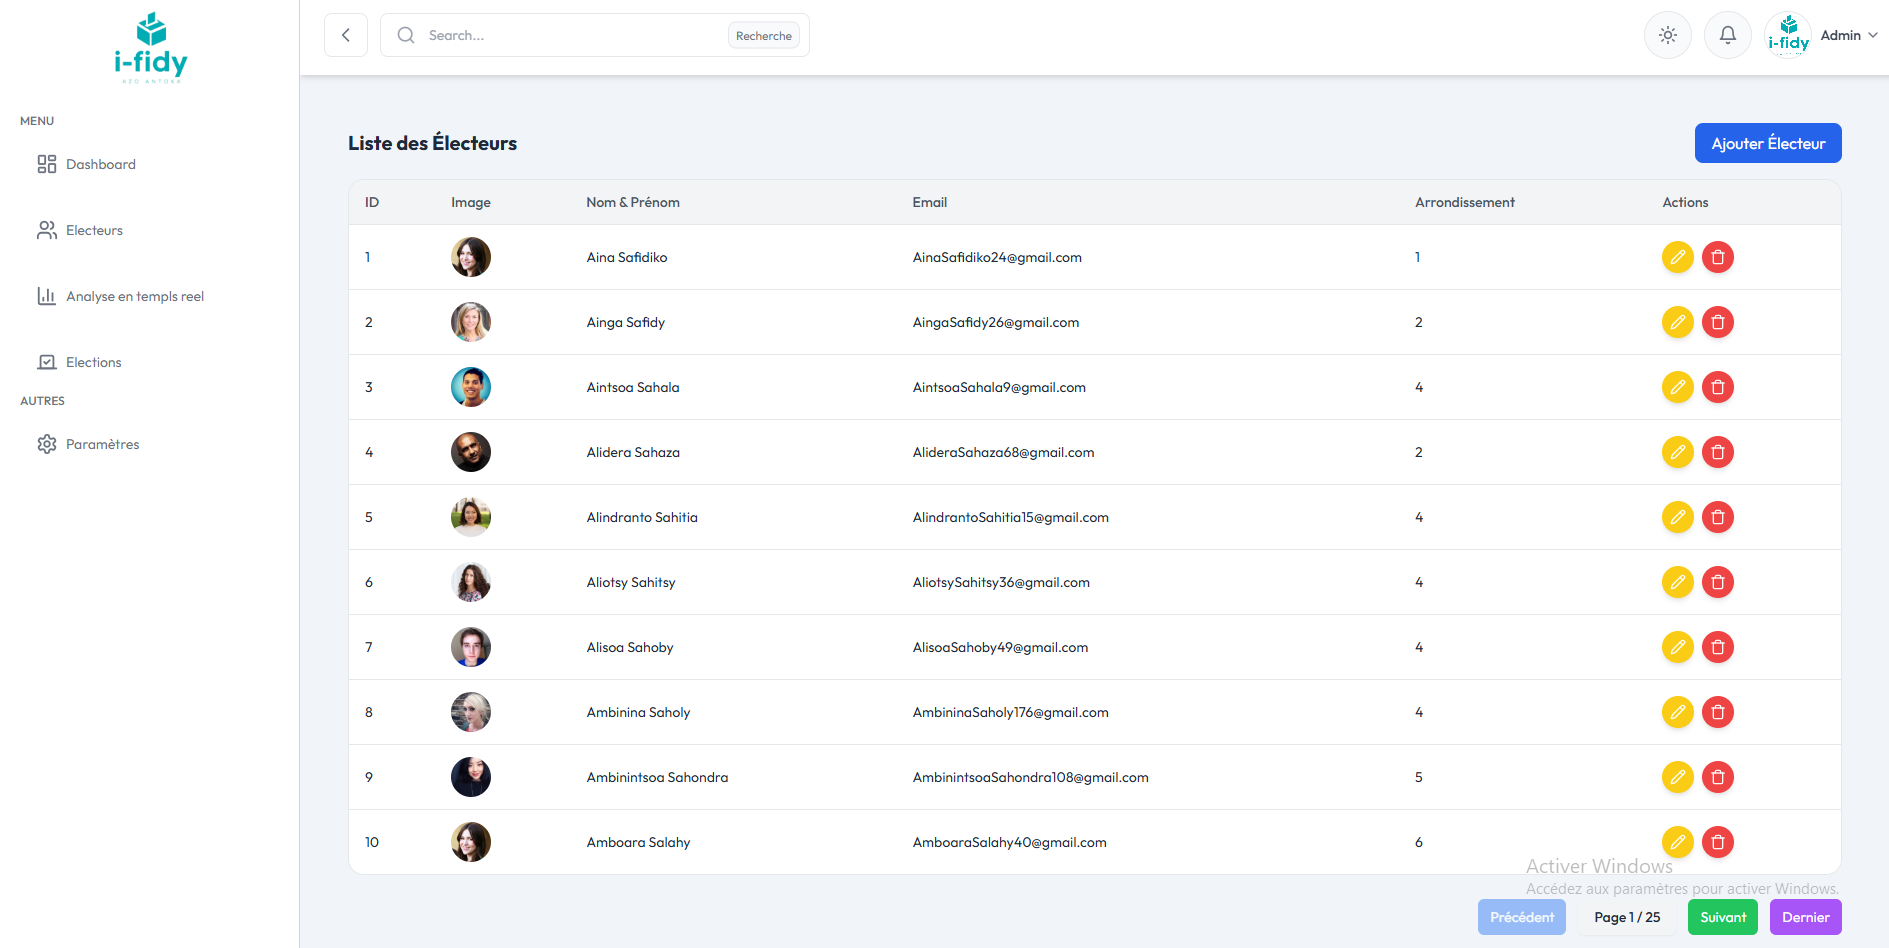 i-fidy
AZO ANTOKA
Search...
Recherche
i-fidy
Admin
MENU
Dashboard
Electeurs
Analyse en templs reel
Elections
AUTRES
Paramètres
Liste des Électeurs
Ajouter Électeur
ID Image Nom & Prénom Email Arrondissement Actions
1 Aina Safidiko AinaSafidiko24@gmail.com 1
2 Ainga Safidy AingaSafidy26@gmail.com 2
3 Aintsoa Sahala AintsoaSahala9@gmail.com 4
4 Alidera Sahaza AlideraSahaza68@gmail.com 2
5 Alindranto Sahitia AlindrantoSahitia15@gmail.com 4
6 Aliotsy Sahitsy AliotsySahitsy36@gmail.com 4
7 Alisoa Sahoby AlisoaSahoby49@gmail.com 4
8 Ambinina Saholy AmbininaSaholy176@gmail.com 4
9 Ambinintsoa Sahondra AmbinintsoaSahondra108@gmail.com 5
10 Amboara Salahy AmboaraSalahy40@gmail.com 6
Activer Windows
Accédez aux paramètres pour activer Windows.
Précédent Page 1 / 25 Suivant Dernier